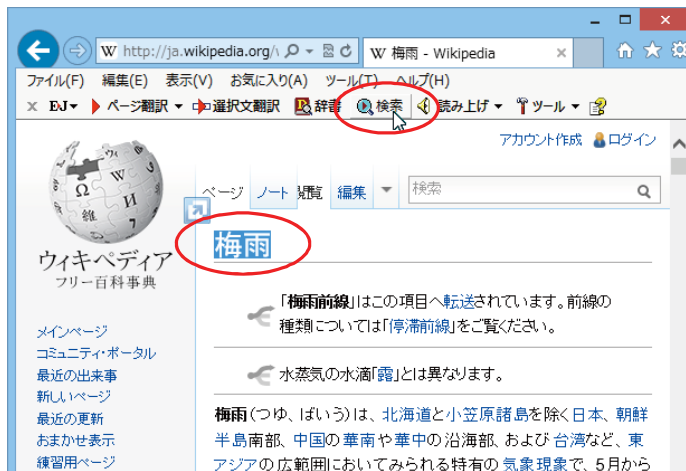 W http://ja.wikipedia.org/
W 梅雨 - Wikipedia
ファイル(F) 編集(E) 表示(V) お気に入り(A) ツール(T) ヘルプ(H)
× EJ ページ翻訳 選択文翻訳 辞書 検索 読み上げ ツール
アカウント作成 ログイン
ページ ノート 閲覧 編集 検索
梅雨
ウィキペディア
フリー百科事典
「梅雨前線」はこの項目へ転送されています。前線の
種類については「停滞前線」をご覧ください。
水蒸気の水滴「露」とは異なります。
メインページ
コミュニティ・ポータル
最近の出来事
新しいページ
最近の更新
おまかせ表示
練習用ページ
梅雨(つゆ、ばいう)は、北海道と小笠原諸島を除く日本、朝鮮
半島南部、中国の華南や華中の沿海部、および台湾など、東
アジアの広範囲においてみられる特有の気象現象で、5月から